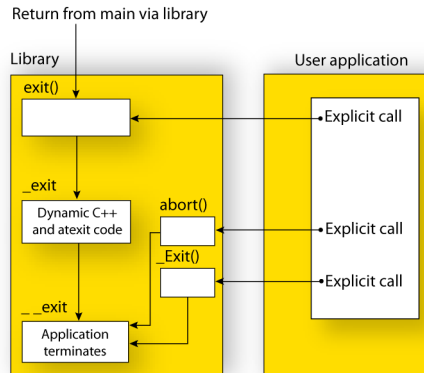 Return from main via library
Library
User application
exit()
Explicit call
_exit
Dynamic C++
and atexit code
abort()
Explicit call
_Exit()
Explicit call
_ _exit
Application
terminates